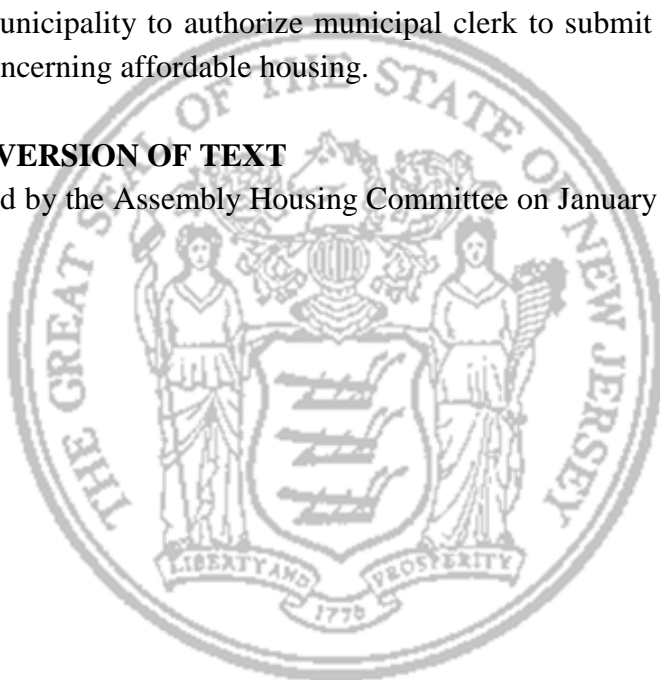 unicipality to authorize municipal clerk to submit
ncerning affordable housing.
VERSION OF TEXT
d by the Assembly Housing Committee on January
THE GREAT SEAL OF THE STATE OF NEW JERSEY
LIBERTY AND PROSPERITY
1776